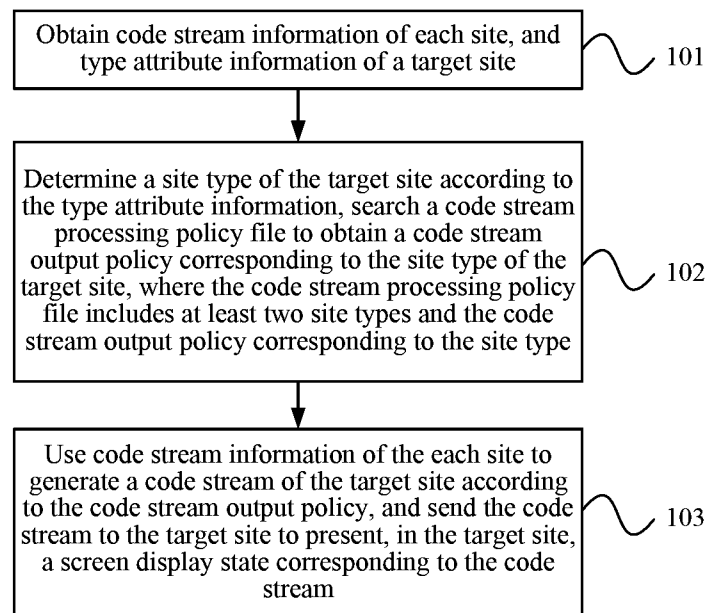 Obtain code stream information of each site, and
type attribute information of a target site
101
Determine a site type of the target site according to
the type attribute information, search a code stream
processing policy file to obtain a code stream
output policy corresponding to the site type of the
target site, where the code stream processing policy
file includes at least two site types and the code
stream output policy corresponding to the site type
102
Use code stream information of the each site to
generate a code stream of the target site according
to the code stream output policy, and send the code
stream to the target site to present, in the target site,
a screen display state corresponding to the code
stream
103